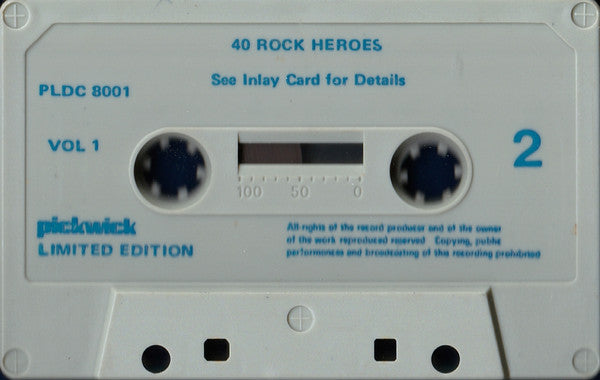 40 ROCK HEROES
See Inlay Card for Details
PLDC 8001
VOL 1
2
100 50 0
pickwick
LIMITED EDITION
All rights of the record producer and of the owner
of the work reproduced reserved Copying, public
performances and broadcasting of this recording prohibited